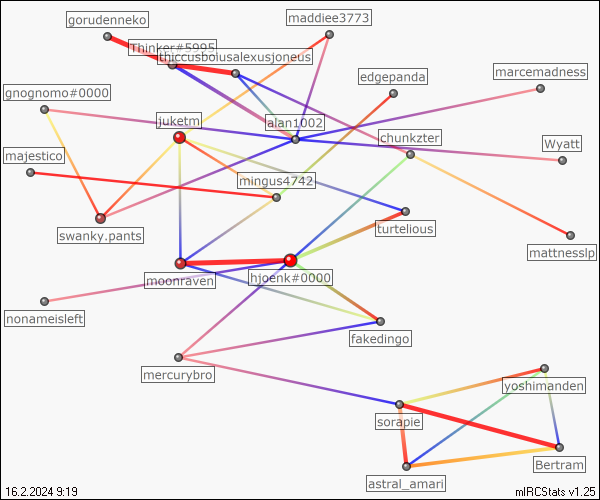 gorudenneko
maddiee3773
Thinker#5995
thiccusbolusalexusjoneus
edgepanda
marcemadness
gnognomo#0000
juketm
alan1002
chunkzter
Wyatt
majestico
mingus4742
swanky.pants
turtelious
mattnesslp
moonraven
hjoenk#0000
nonameisleft
fakedingo
mercurybro
yoshimanden
sorapie
Bertram
astral_amari
16.2.2024 9:19
mIRCStats v1.25